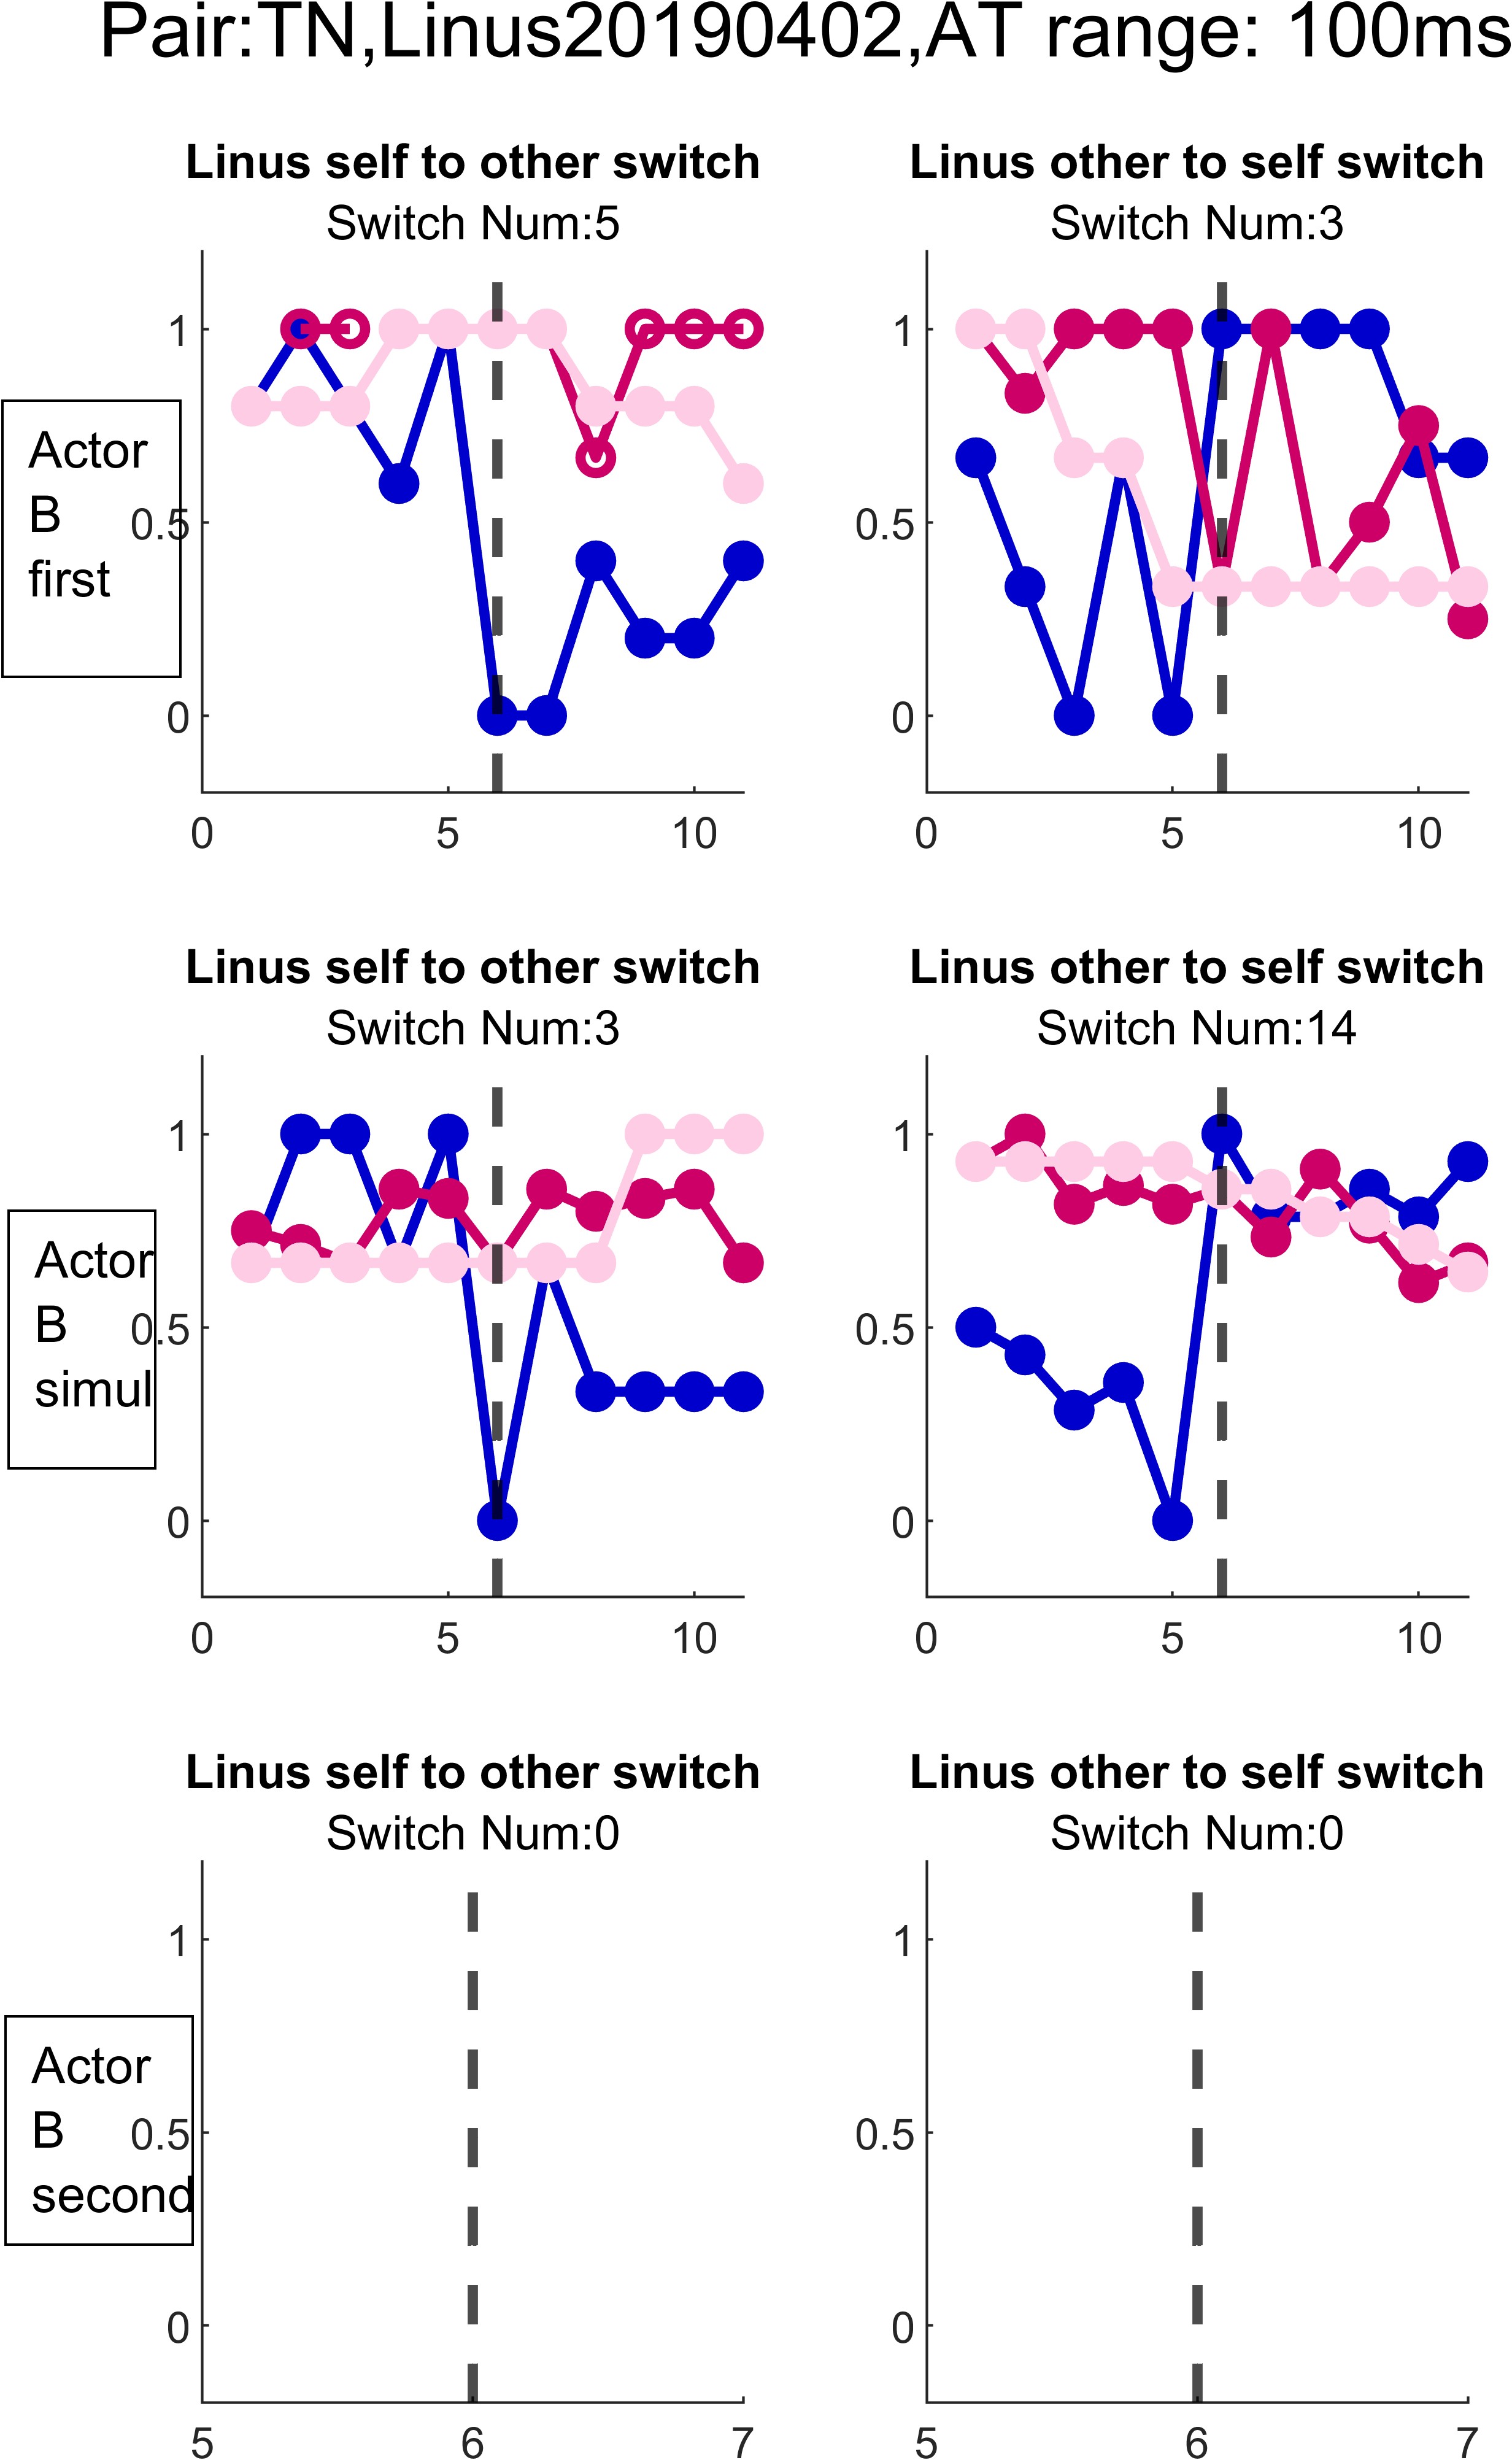 Pair:TN,Linus20190402,AT range: 100ms
Linus self to other switch
Switch Num:5
1
0.5
0
0
5
10
Actor
B
first
Linus other to self switch
Switch Num:3
1
0.5
0
0
5
10
Linus self to other switch
Switch Num:3
1
0.5
0
0
5
10
Actor
B
simul
Linus other to self switch
Switch Num:14
1
0.5
0
0
5
10
Linus self to other switch
Switch Num:0
1
0.5
0
5
6
7
Actor
B
second
Linus other to self switch
Switch Num:0
1
0.5
0
5
6
7